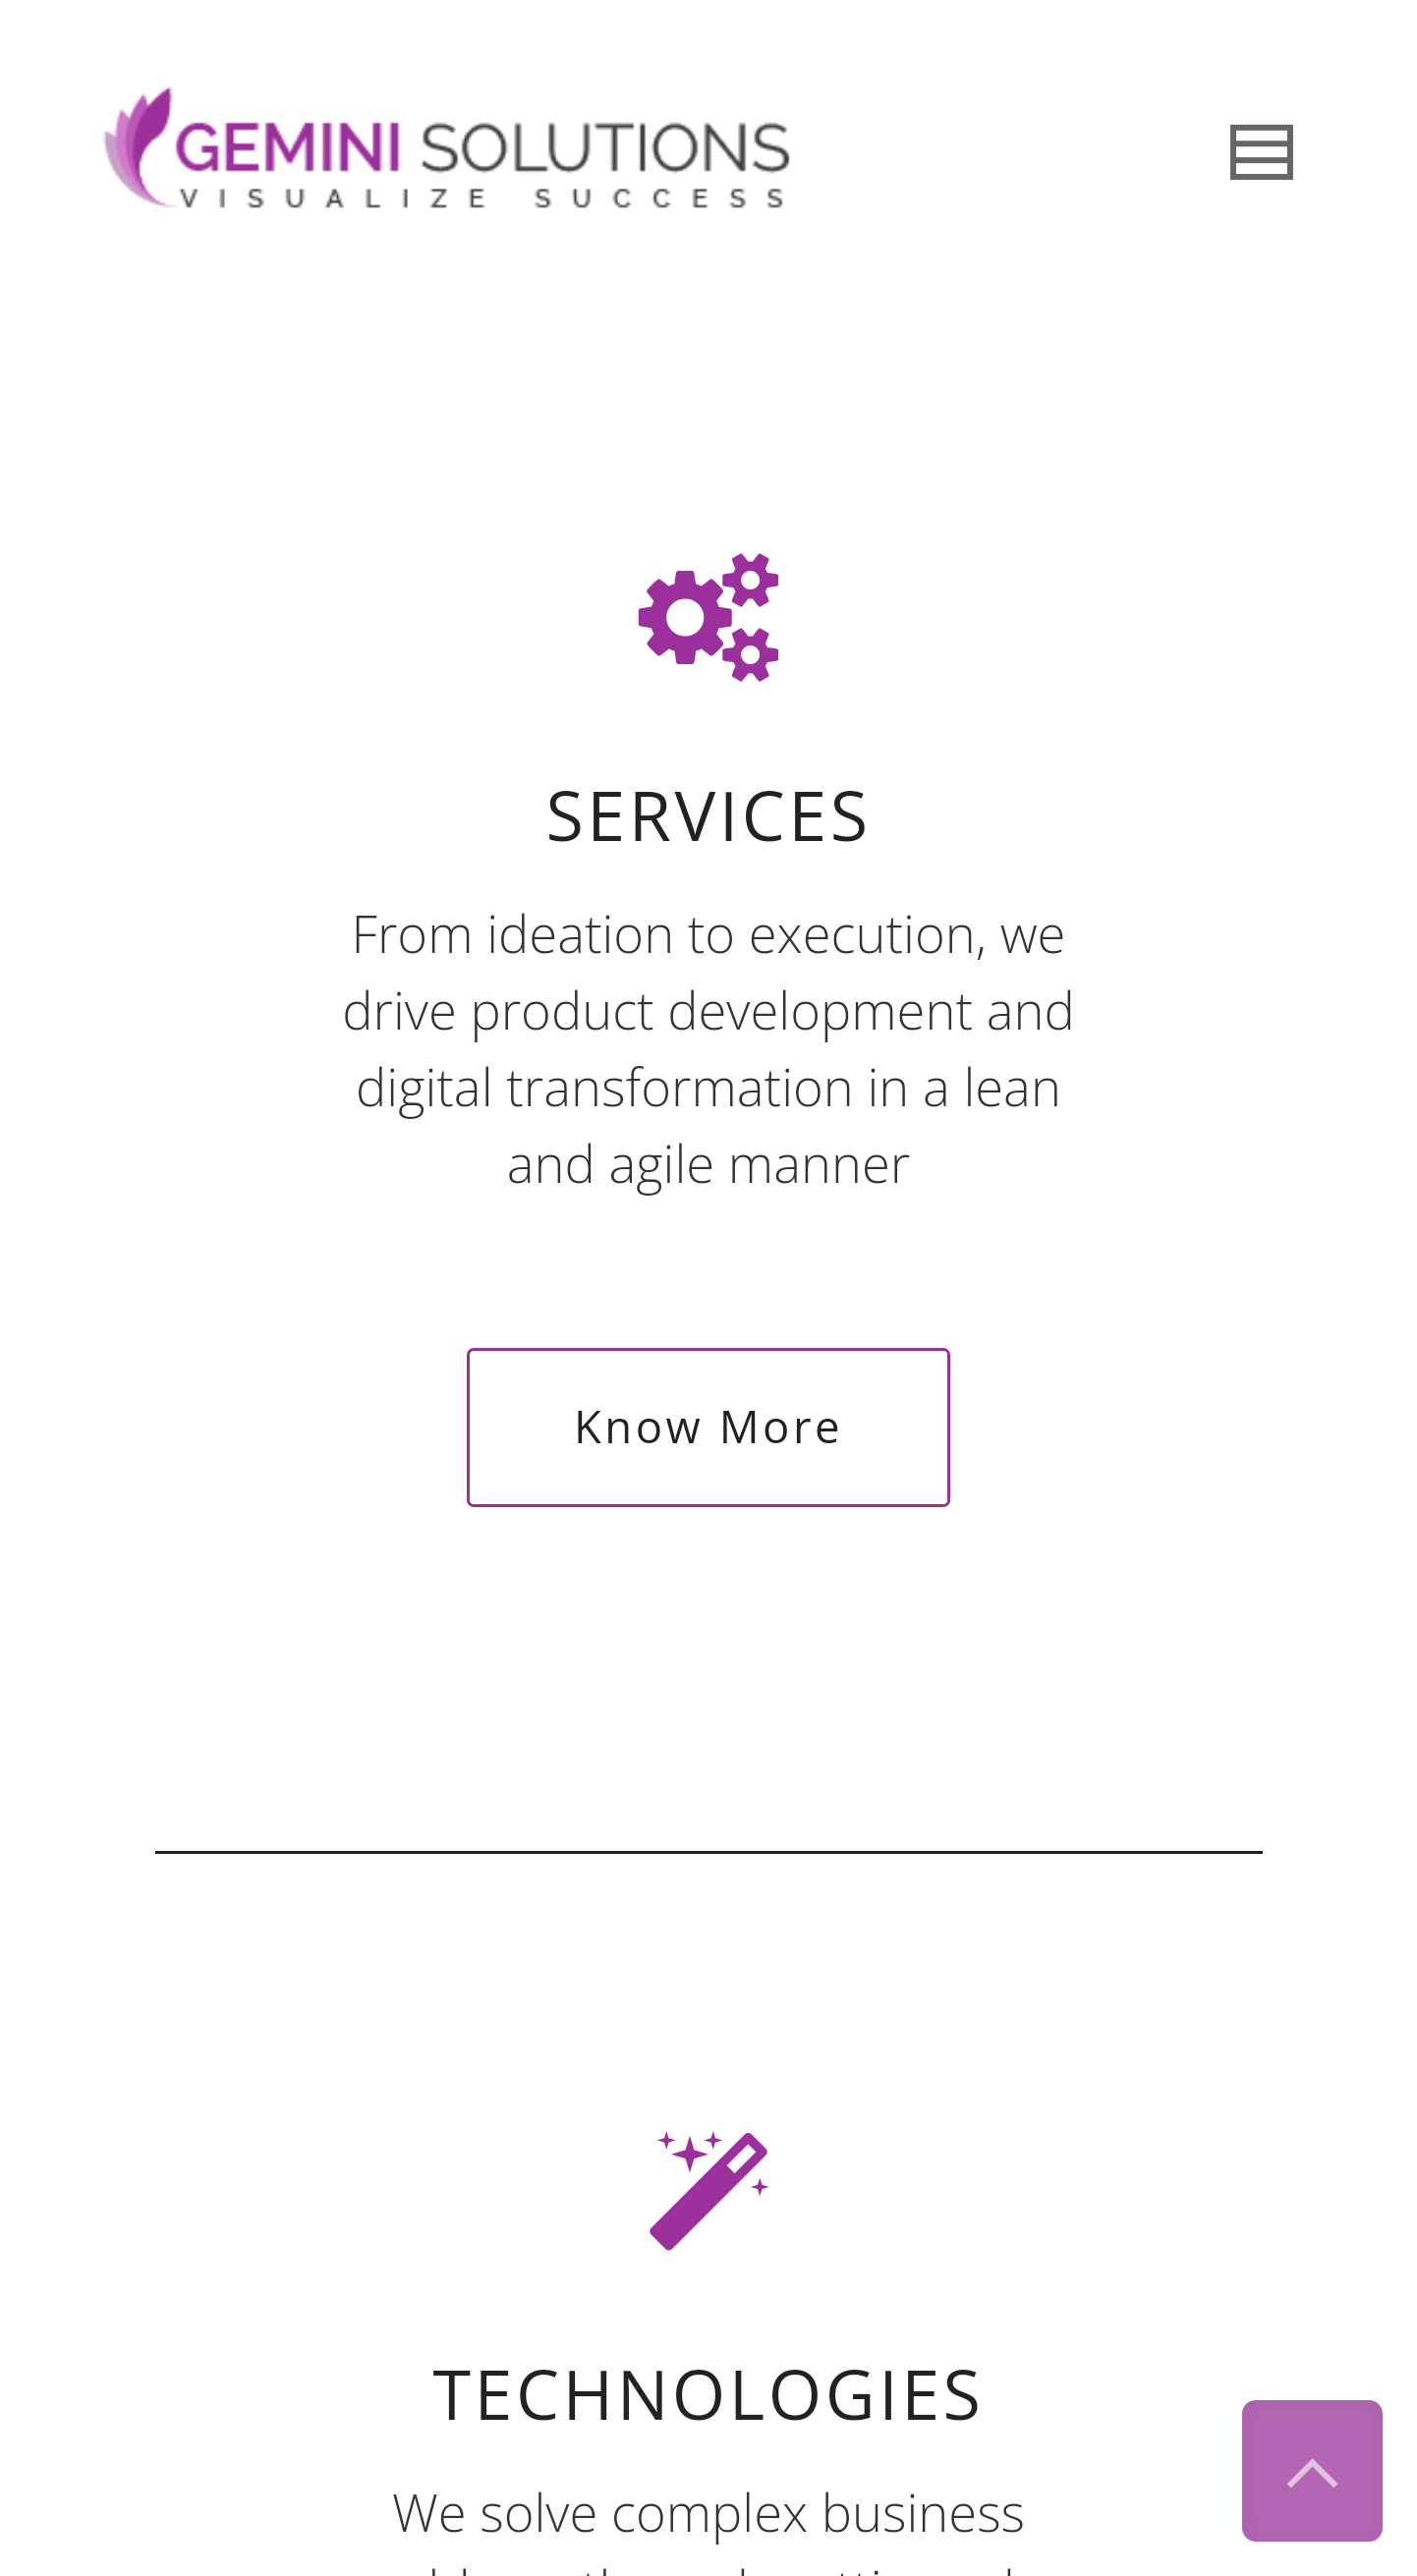 GEMINI SOLUTIONS
VISUALIZE SUCCESS
SERVICES
From ideation to execution, we
drive product development and
digital transformation in a lean
and agile manner
Know More
TECHNOLOGIES
We solve complex business